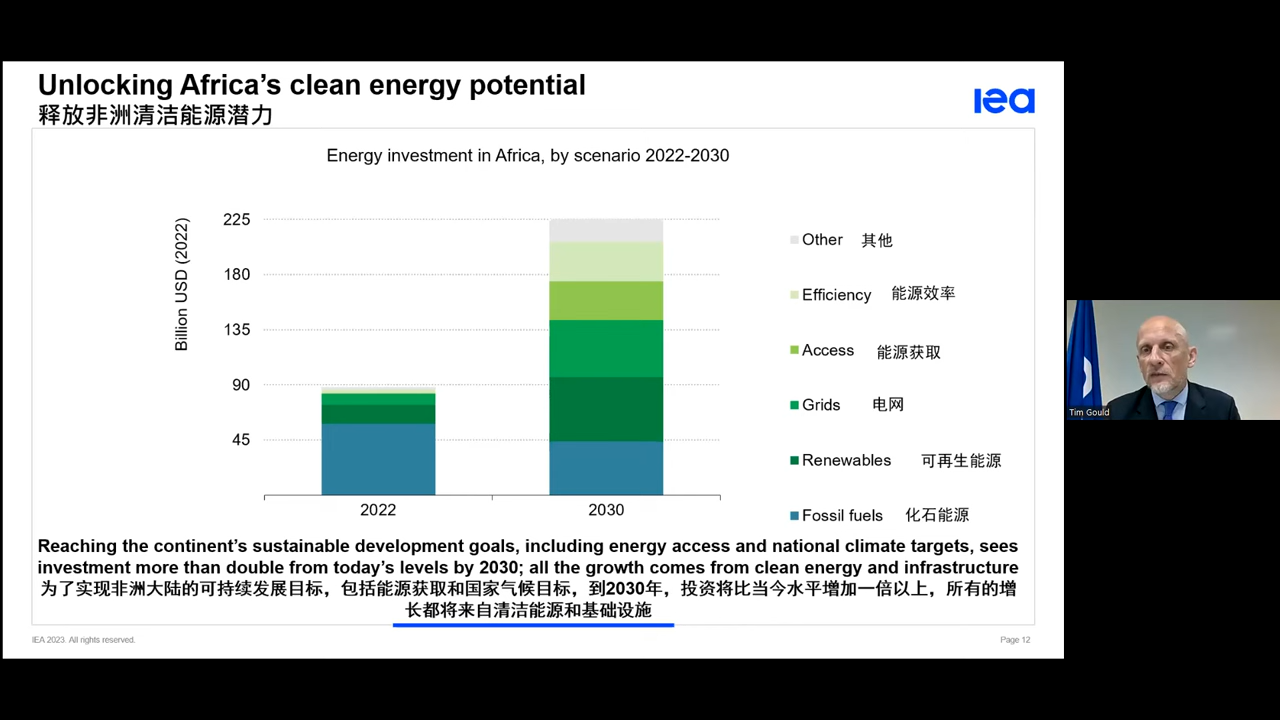 Unlocking Africa's clean energy potential
释放非洲清洁能源潜力
iea
Energy investment in Africa, by scenario 2022-2030
Billion USD (2022)
225
180
135
90
45
2022
2030
Other 其他
Efficiency 能源效率
Access 能源获取
Grids 电网
Renewables 可再生能源
Fossil fuels 化石能源
Reaching the continent's sustainable development goals, including energy access and national climate targets, sees
investment more than double from today's levels by 2030; all the growth comes from clean energy and infrastructure
为了实现非洲大陆的可持续发展目标，包括能源获取和国家气候目标，到2030年，投资将比当今水平增加一倍以上，所有的增
长都将来自清洁能源和基础设施
IEA 2023. All rights reserved.
Page 12
Tim Gould